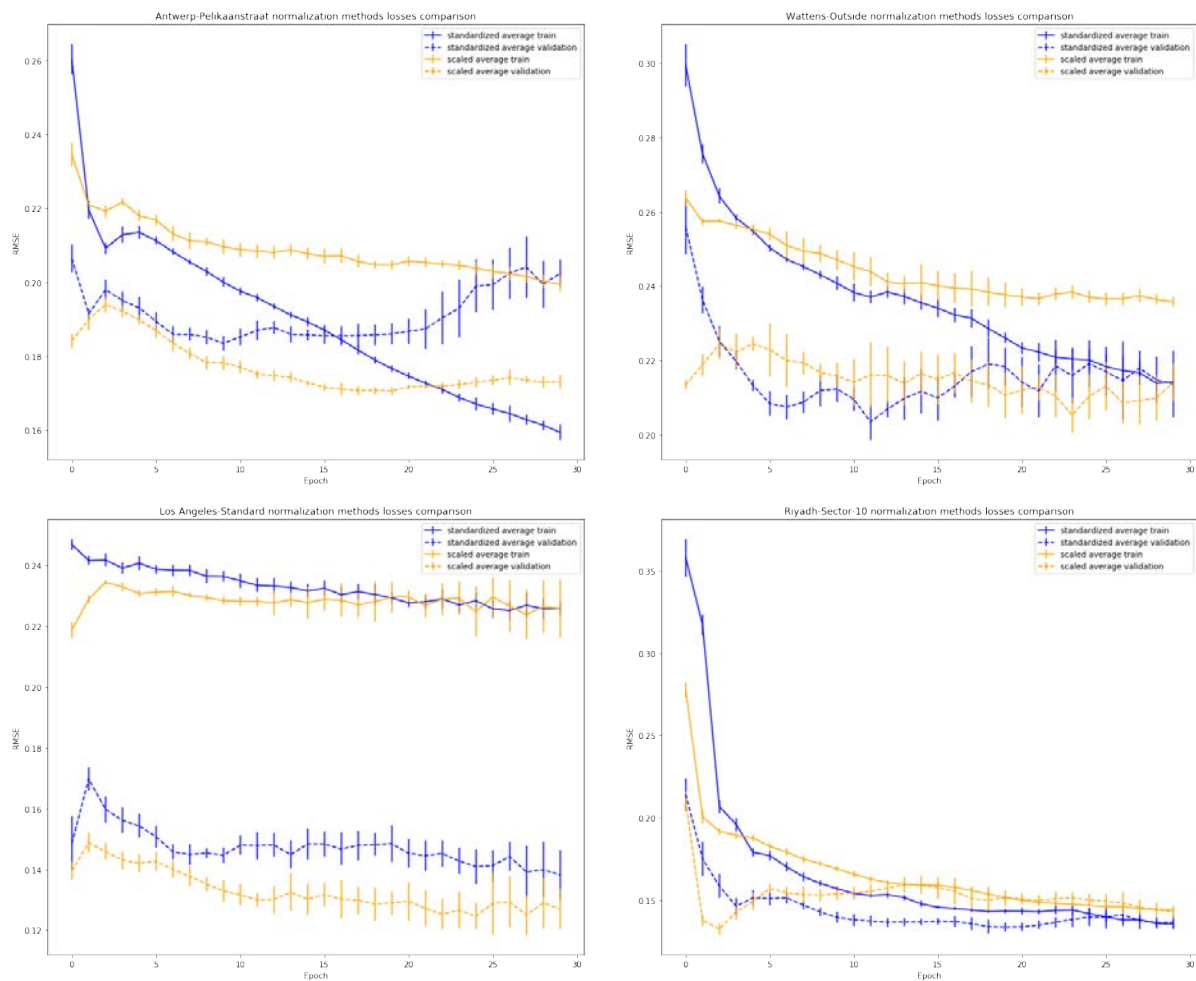 Antwerp-Pelikaanstraat normalization methods losses comparison
standardized average train
standardized average validation
scaled average train
scaled average validation
RMSE
0.26
0.24
0.22
0.20
0.18
0.16
0 5 10 15 20 25 30
Epoch
Wattens-Outside normalization methods losses comparison
standardized average train
standardized average validation
scaled average train
scaled average validation
RMSE
0.30
0.28
0.26
0.24
0.22
0.20
0 5 10 15 20 25 30
Epoch
Los Angeles-Standard normalization methods losses comparison
standardized average train
standardized average validation
scaled average train
scaled average validation
RMSE
0.24
0.22
0.20
0.18
0.16
0.14
0.12
0 5 10 15 20 25 30
Epoch
Riyadh-Sector-10 normalization methods losses comparison
standardized average train
standardized average validation
scaled average train
scaled average validation
RMSE
0.35
0.30
0.25
0.20
0.15
0 5 10 15 20 25 30
Epoch